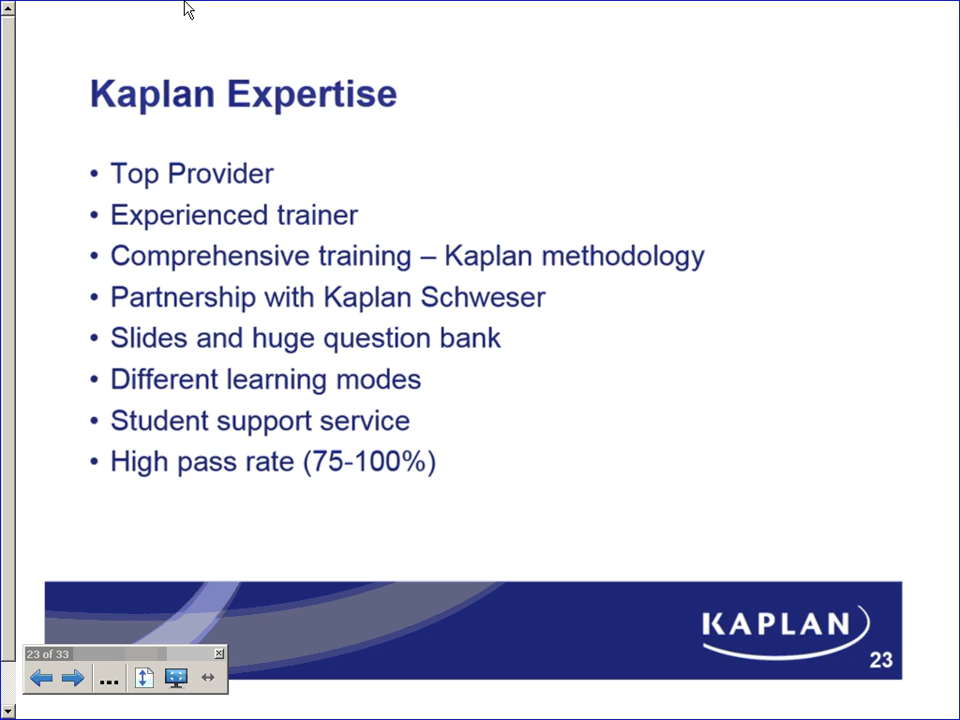 Kaplan Expertise
• Top Provider
• Experienced trainer
• Comprehensive training – Kaplan methodology
• Partnership with Kaplan Schweser
• Slides and huge question bank
• Different learning modes
• Student support service
• High pass rate (75-100%)
KAPLAN
23
23 of 33
...